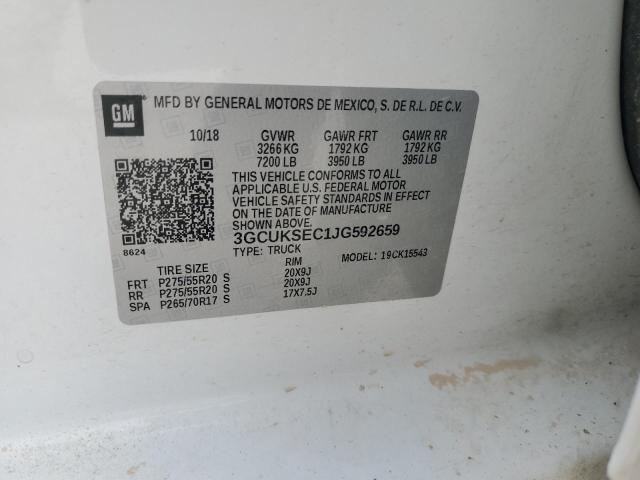 GM
MFD BY GENERAL MOTORS DE MEXICO, S. DE R.L. DE C.V.
10/18 GVWR GAWR FRT GAWR RR
3266 KG 1792 KG 1792 KG
7200 LB 3950 LB 3950 LB
THIS VEHICLE CONFORMS TO ALL
APPLICABLE U.S. FEDERAL MOTOR
VEHICLE SAFETY STANDARDS IN EFFECT
ON THE DATE OF MANUFACTURE
SHOWN ABOVE.
3GCUKSEC1JG592659
8624 TYPE: TRUCK MODEL: 19CK15543
TIRE SIZE RIM
FRT P275/55R20 S 20X9J
RR P275/55R20 S 20X9J
SPA P265/70R17 S 17X7.5J